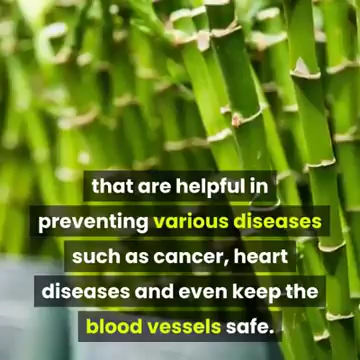 that are helpful in
preventing various diseases
such as cancer, heart
diseases and even keep the
blood vessels safe.